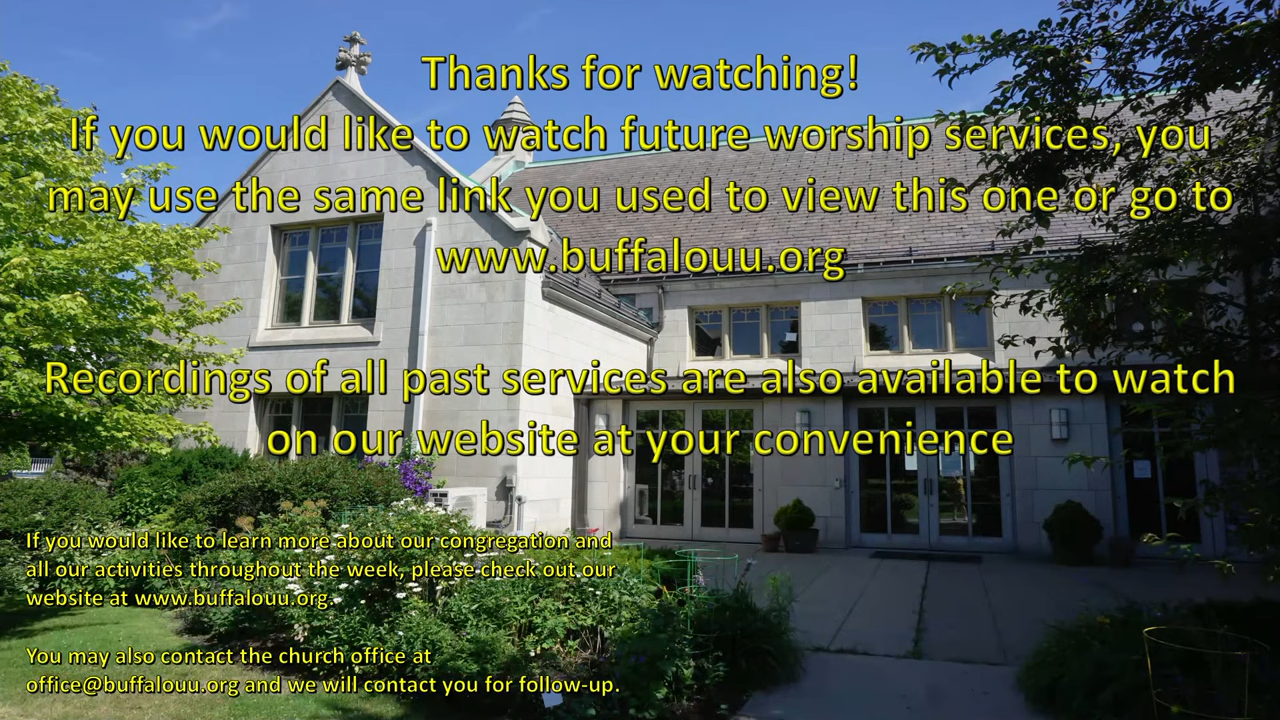 Thanks for watching!
If you would like to watch future worship services, you
may use the same link you used to view this one or go to
www.buffalouu.org
Recordings of all past services are also available to watch
on our website at your convenience
If you would like to learn more about our congregation and
all our activities throughout the week, please check out our
website at www.buffalouu.org.
You may also contact the church office at
office@buffalouu.org and we will contact you for follow-up.